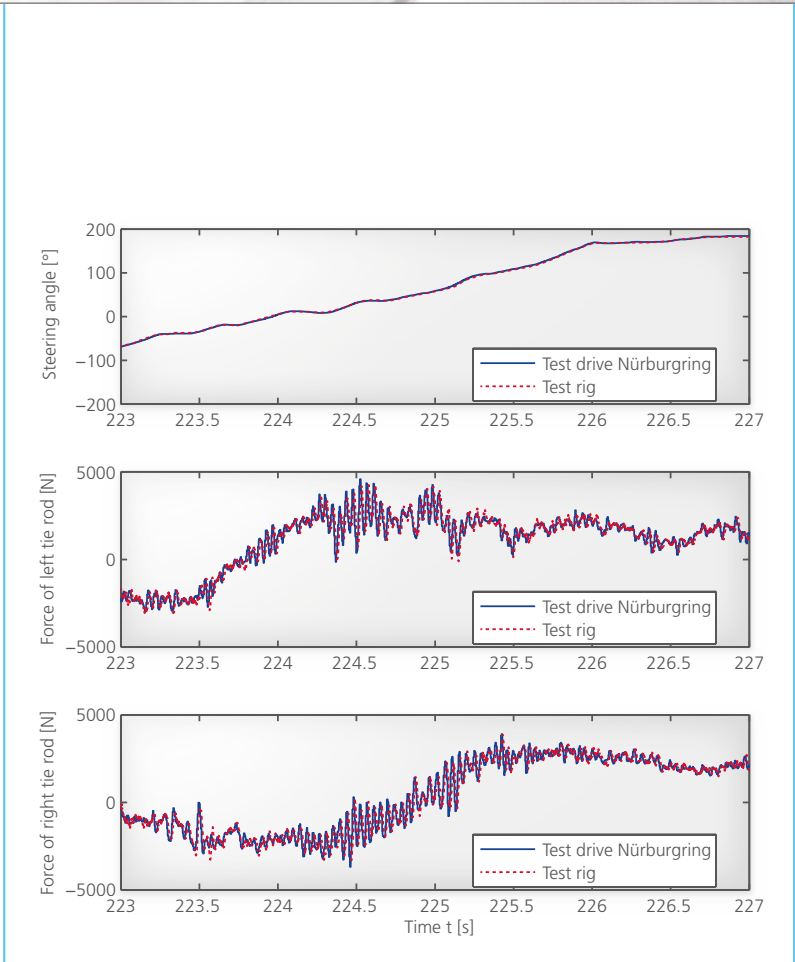 Steering angle [º]
200
100
0
−100
−200
Test drive Nürburgring
Test rig
223 223.5 224 224.5 225 225.5 226 226.5 227
Force of left tie rod [N]
5000
0
−5000
Test drive Nürburgring
Test rig
223 223.5 224 224.5 225 225.5 226 226.5 227
Force of right tie rod [N]
5000
0
−5000
Test drive Nürburgring
Test rig
223 223.5 224 224.5 225 225.5 226 226.5 227
Time t [s]